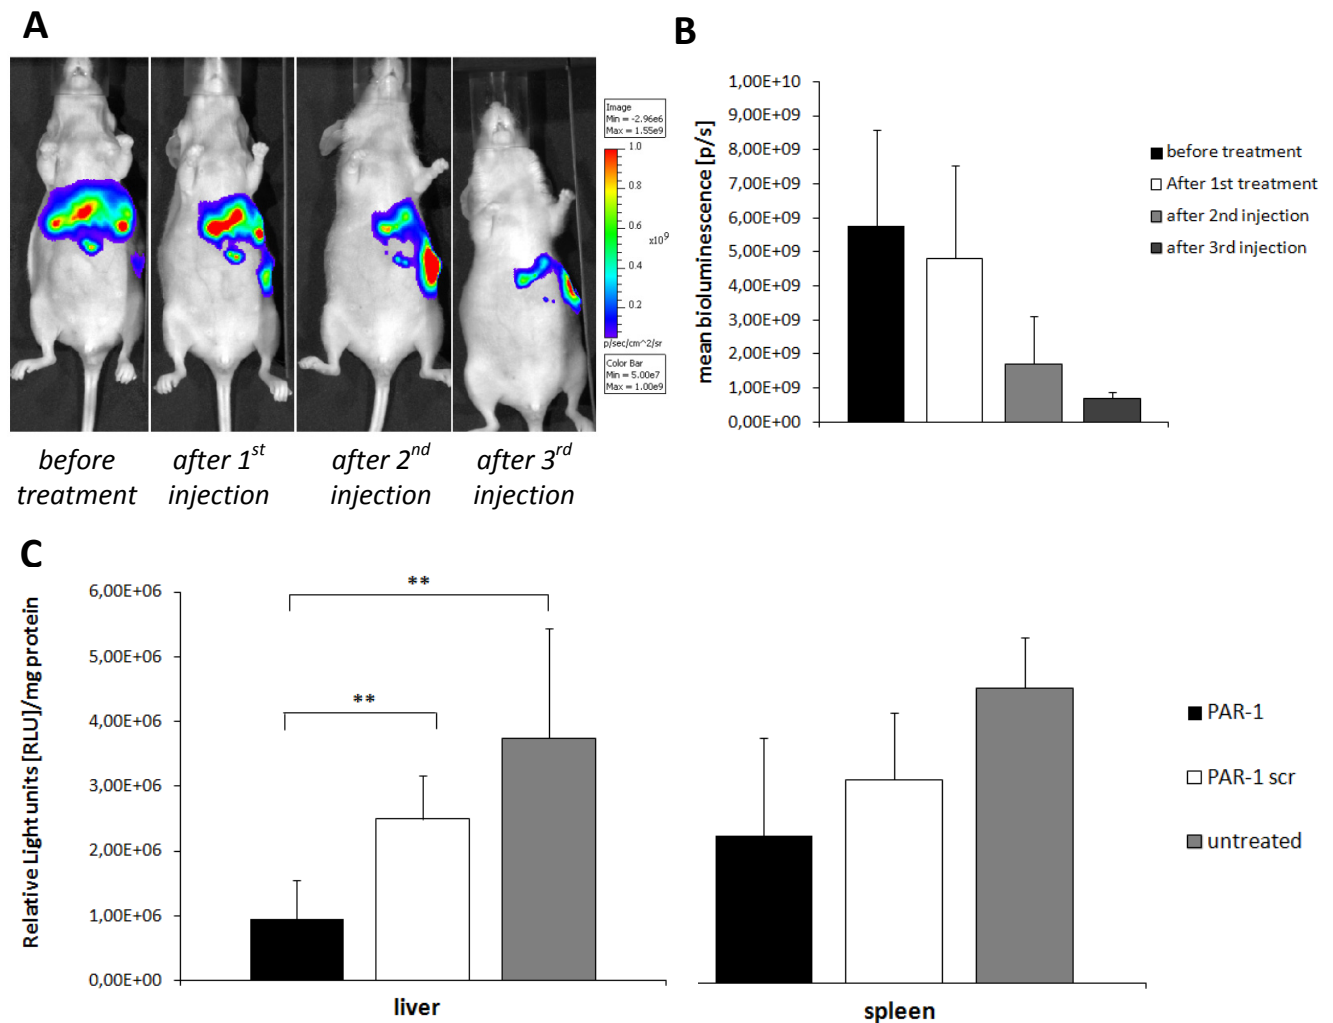 A
Image
Min = -2.96e6
Max = 1.55e9
1.0
0.8
0.6
x10⁹
0.4
0.2
p/sec/cm^2/sr
Color Bar
Min = 5.00e7
Max = 1.00e9
before treatment
after 1st injection
after 2nd injection
after 3rd injection
B
mean bioluminescence [p/s]
1,00E+10
9,00E+09
8,00E+09
7,00E+09
6,00E+09
5,00E+09
4,00E+09
3,00E+09
2,00E+09
1,00E+09
0,00E+00
before treatment
After 1st treatment
after 2nd injection
after 3rd injection
C
Relative Light units [RLU]/mg protein
6,00E+06
5,00E+06
4,00E+06
3,00E+06
2,00E+06
1,00E+06
0,00E+00
**
**
liver
spleen
PAR-1
PAR-1 scr
untreated